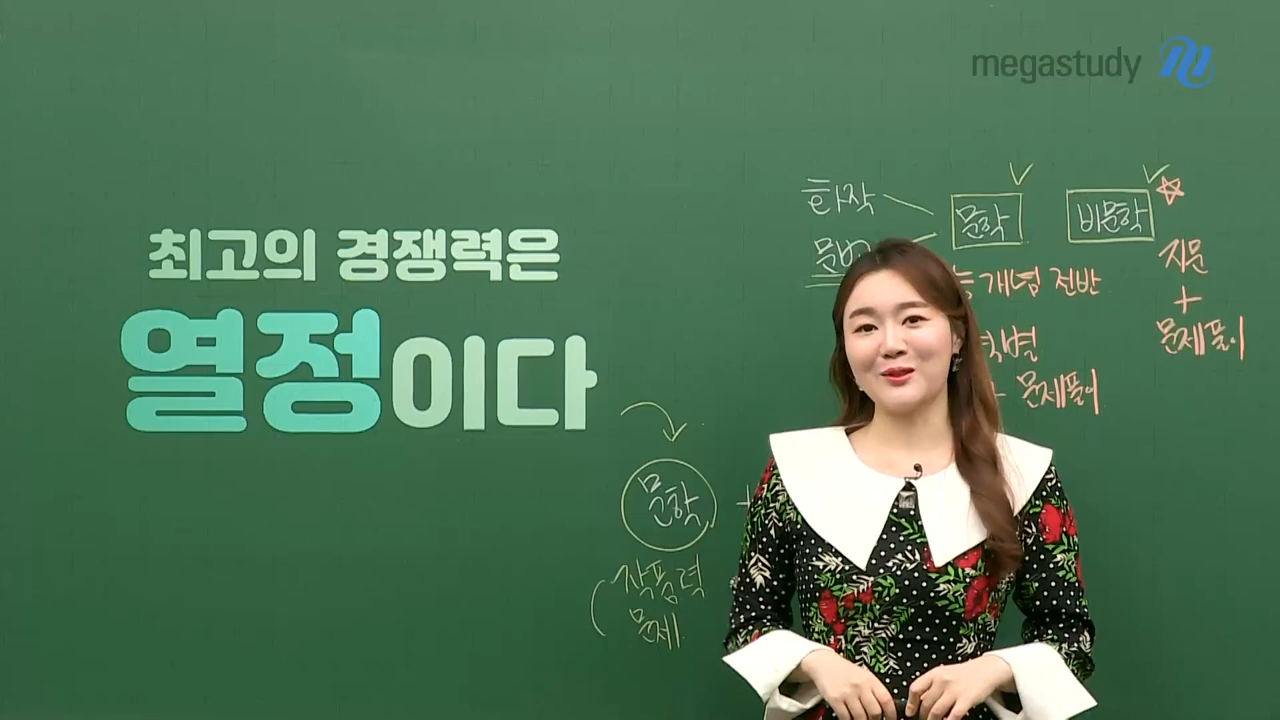 megastudy
최고의 경쟁력은
열정이다
화작
문학
비문학
개념 전반
지문
+
문제풀이
+ 문제풀이
문학
작품력
문제